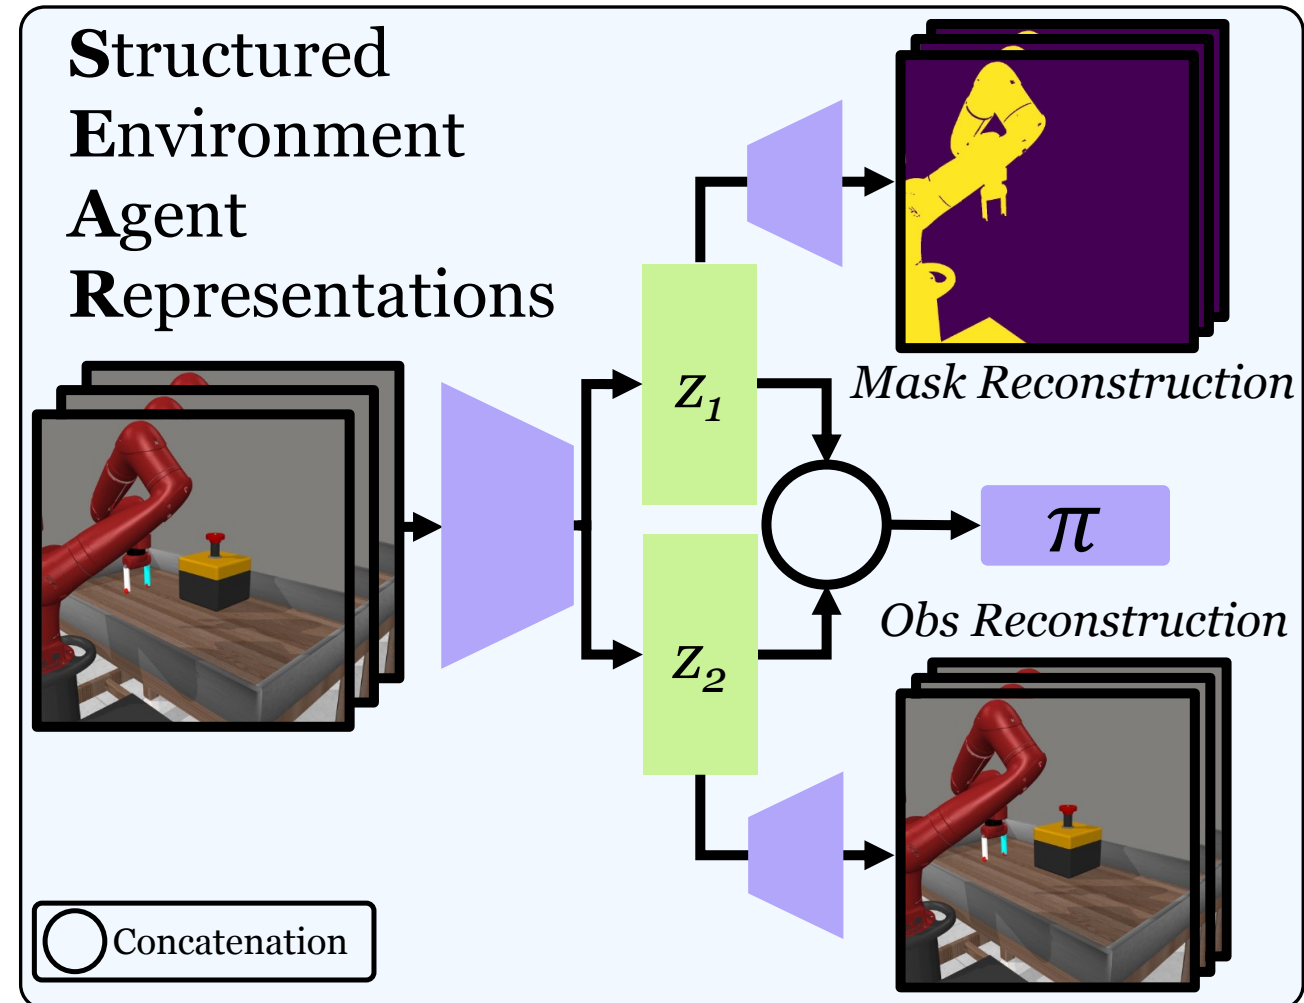 Structured
Environment
Agent
Representations
Mask Reconstruction
z1
π
z2
Obs Reconstruction
Concatenation